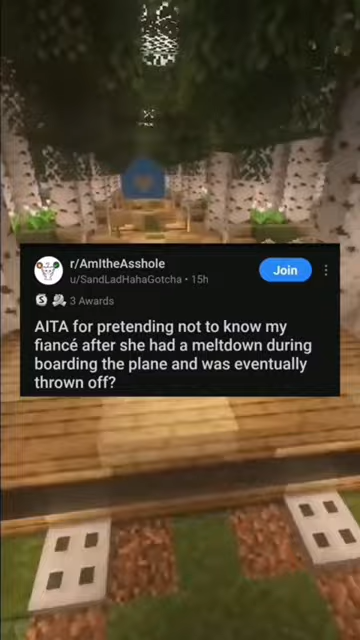 r/AmItheAsshole
u/SandLadHahaGotcha • 15h
Join
3 Awards
AITA for pretending not to know my
fiancé after she had a meltdown during
boarding the plane and was eventually
thrown off?